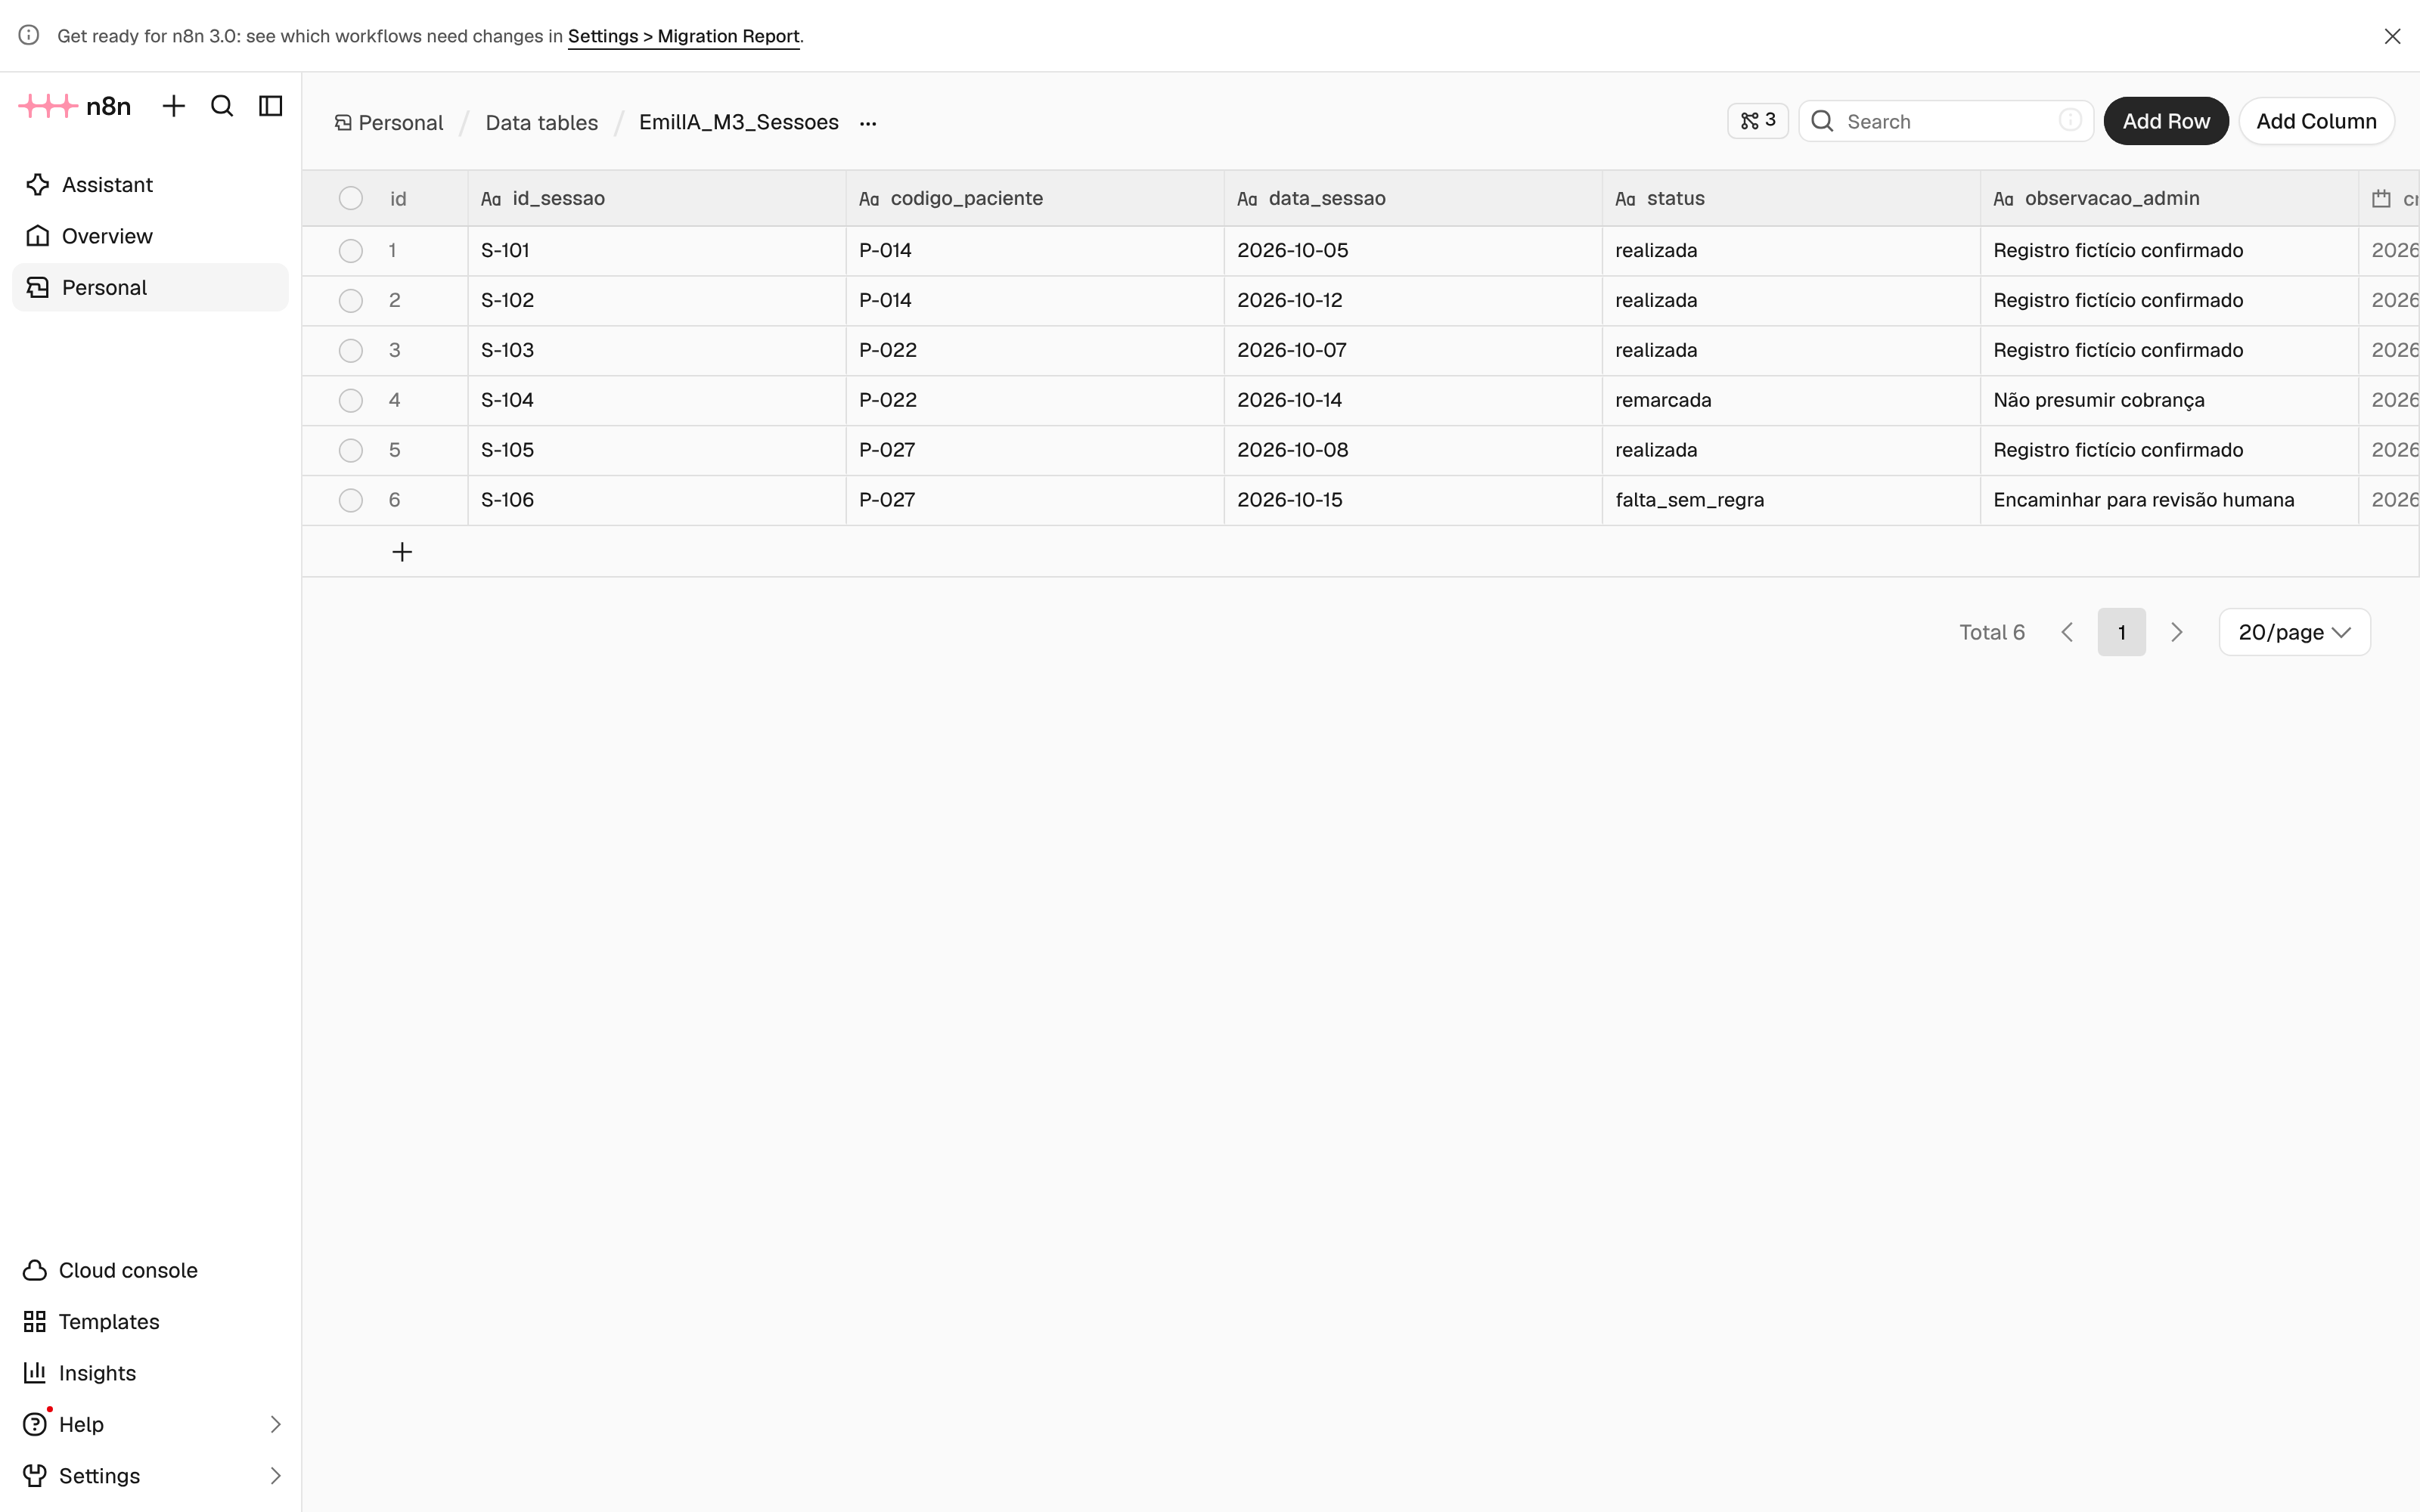 Get ready for n8n 3.0: see which workflows need changes in Settings > Migration Report.
n8n
Assistant
Overview
Personal
Cloud console
Templates
Insights
Help
Settings
Personal / Data tables / EmilIA_M3_Sessoes ...
3 Search Add Row Add Column
id Aa id_sessao Aa codigo_paciente Aa data_sessao Aa status Aa observacao_admin
1 S-101 P-014 2026-10-05 realizada Registro fictício confirmado 2026
2 S-102 P-014 2026-10-12 realizada Registro fictício confirmado 2026
3 S-103 P-022 2026-10-07 realizada Registro fictício confirmado 2026
4 S-104 P-022 2026-10-14 remarcada Não presumir cobrança 2026
5 S-105 P-027 2026-10-08 realizada Registro fictício confirmado 2026
6 S-106 P-027 2026-10-15 falta_sem_regra Encaminhar para revisão humana 2026
Total 6 1 20/page